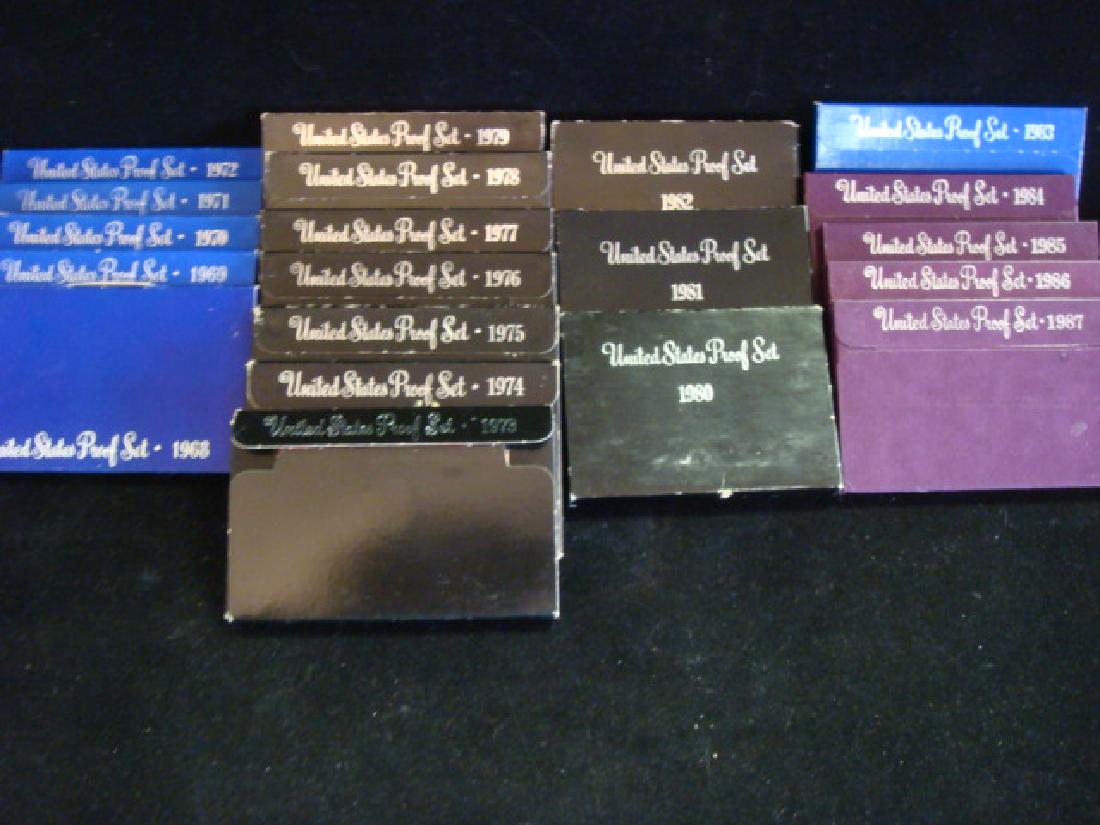 United States Proof Set - 1972
United States Proof Set - 1971
United States Proof Set - 1970
United States Proof Set - 1969
United States Proof Set - 1968
United States Proof Set - 1979
United States Proof Set - 1978
United States Proof Set - 1977
United States Proof Set - 1976
United States Proof Set - 1975
United States Proof Set - 1974
United States Proof Set - 1973
United States Proof Set
1982
United States Proof Set
1981
United States Proof Set
1980
United States Proof Set - 1983
United States Proof Set - 1984
United States Proof Set - 1985
United States Proof Set - 1986
United States Proof Set - 1987